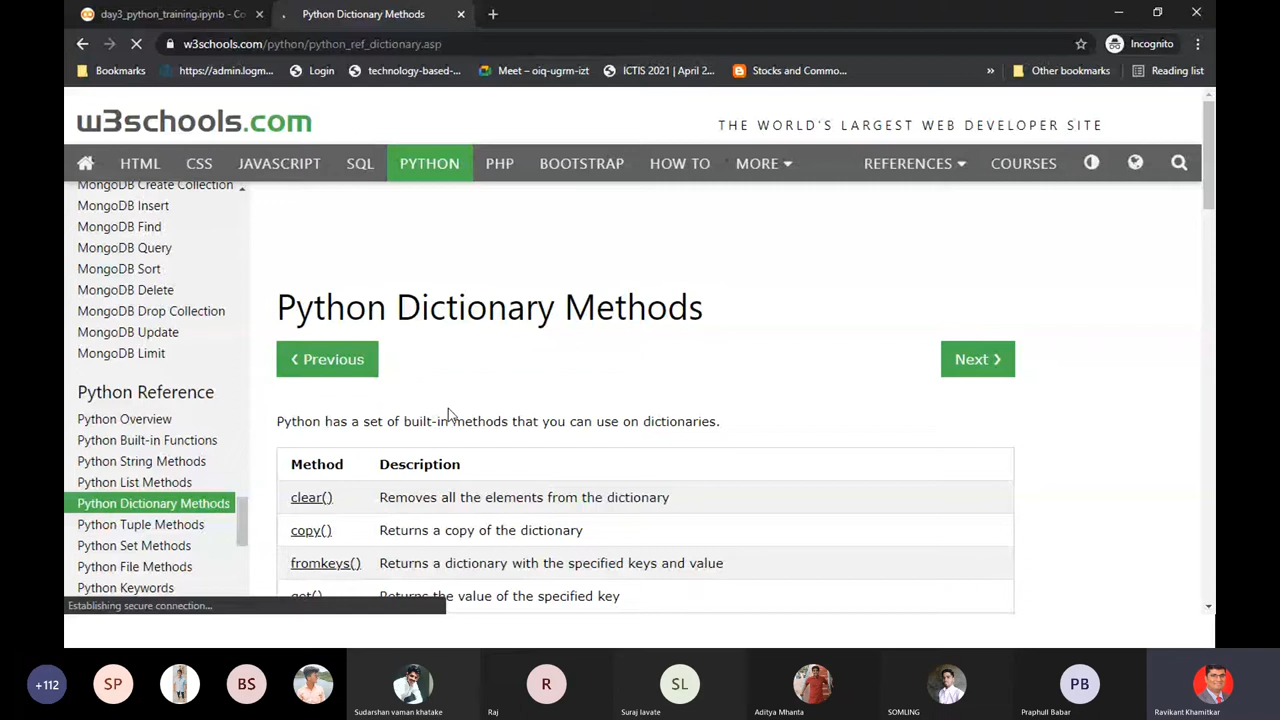 day3_python_training.ipynb - Co
Python Dictionary Methods
w3schools.com/python/python_ref_dictionary.asp
Incognito
Bookmarks
https://admin.logm...
Login
technology-based-...
Meet – oiq-ugrm-izt
ICTIS 2021 | April 2...
Stocks and Commo...
»
Other bookmarks
Reading list
w3schools.com
THE WORLD'S LARGEST WEB DEVELOPER SITE
HTML
CSS
JAVASCRIPT
SQL
PYTHON
PHP
BOOTSTRAP
HOW TO
MORE
REFERENCES
COURSES
MongoDB Create Collection
MongoDB Insert
MongoDB Find
MongoDB Query
MongoDB Sort
MongoDB Delete
MongoDB Drop Collection
MongoDB Update
MongoDB Limit
Python Reference
Python Overview
Python Built-in Functions
Python String Methods
Python List Methods
Python Dictionary Methods
Python Tuple Methods
Python Set Methods
Python File Methods
Python Keywords
Establishing secure connection...
Python Dictionary Methods
❮ Previous
Next ❯
Python has a set of built-in methods that you can use on dictionaries.
Method Description
clear() Removes all the elements from the dictionary
copy() Returns a copy of the dictionary
fromkeys() Returns a dictionary with the specified keys and value
get() Returns the value of the specified key
+112
SP
BS
R
SL
PB
Sudarshan vaman khatake
Raj
Suraj Javate
Aditya Mhanta
SOMLING
Praphull Babar
Ravikant Khamitkar